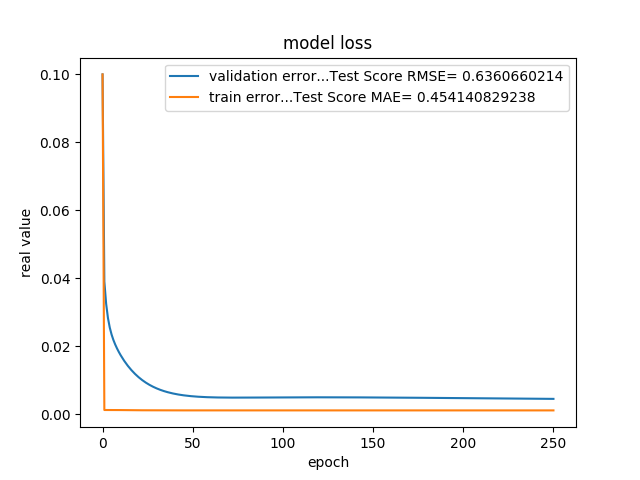 model loss
validation error...Test Score RMSE= 0.6360660214
train error...Test Score MAE= 0.454140829238
real value
0.10
0.08
0.06
0.04
0.02
0.00
0 50 100 150 200 250
epoch